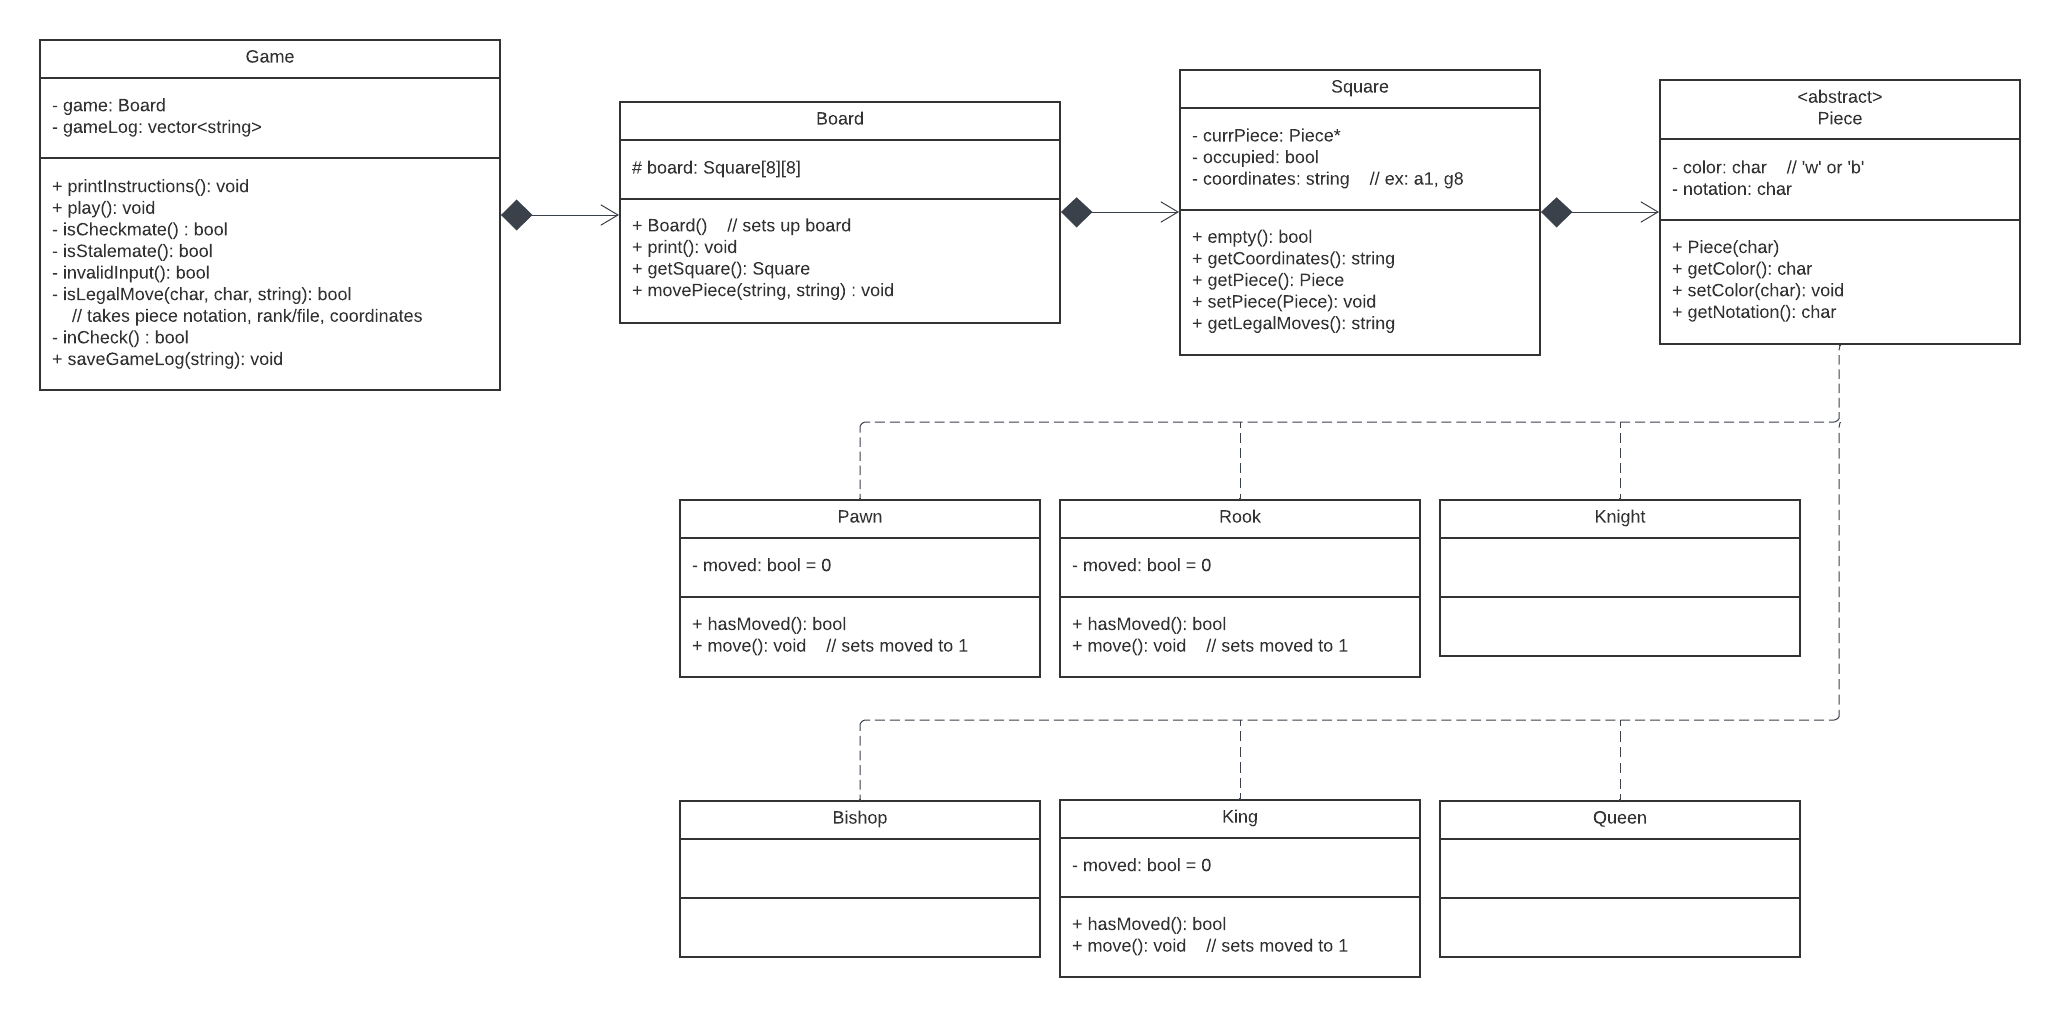 Game
- game: Board
- gameLog: vector<string>
+ printInstructions(): void
+ play(): void
- isCheckmate() : bool
- isStalemate(): bool
- invalidInput(): bool
- isLegalMove(char, char, string): bool
// takes piece notation, rank/file, coordinates
- inCheck() : bool
+ saveGameLog(string): void
Board
# board: Square[8][8]
+ Board()    // sets up board
+ print(): void
+ getSquare(): Square
+ movePiece(string, string) : void
Square
- currPiece: Piece*
- occupied: bool
- coordinates: string    // ex: a1, g8
+ empty(): bool
+ getCoordinates(): string
+ getPiece(): Piece
+ setPiece(Piece): void
+ getLegalMoves(): string
<abstract>
Piece
- color: char    // 'w' or 'b'
- notation: char
+ Piece(char)
+ getColor(): char
+ setColor(char): void
+ getNotation(): char
Pawn
- moved: bool = 0
+ hasMoved(): bool
+ move(): void    // sets moved to 1
Rook
- moved: bool = 0
+ hasMoved(): bool
+ move(): void    // sets moved to 1
Knight
Bishop
King
- moved: bool = 0
+ hasMoved(): bool
+ move(): void    // sets moved to 1
Queen